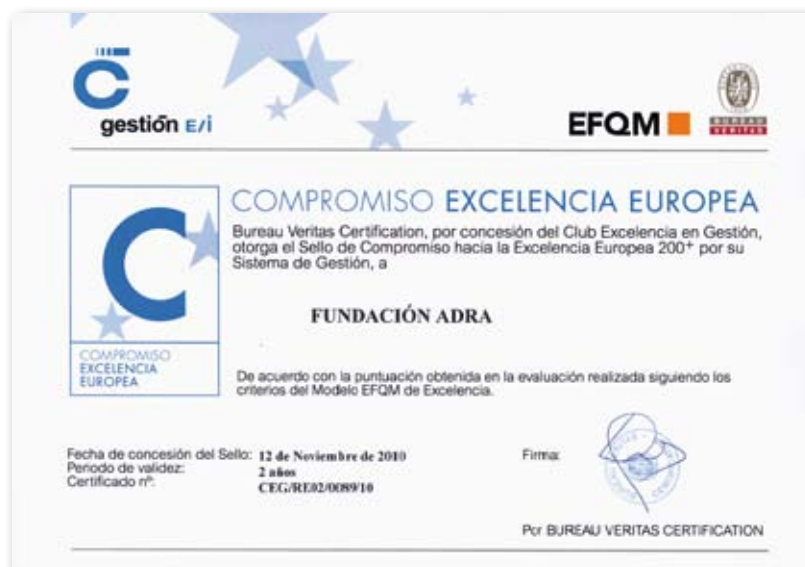 gestión E/i
EFQM
BUREAU
VERITAS
COMPROMISO EXCELENCIA EUROPEA
Bureau Veritas Certification, por concesión del Club Excelencia en Gestión,
otorga el Sello de Compromiso hacia la Excelencia Europea 200+ por su
Sistema de Gestión, a
FUNDACIÓN ADRA
C
COMPROMISO
EXCELENCIA
EUROPEA
De acuerdo con la puntuación obtenida en la evaluación realizada siguiendo los
criterios del Modelo EFQM de Excelencia.
Fecha de concesión del Sello: 12 de Noviembre de 2010
Periodo de validez: 2 años
Certificado nº: CEG/RE02/0089/10
Firma:
Por BUREAU VERITAS CERTIFICATION